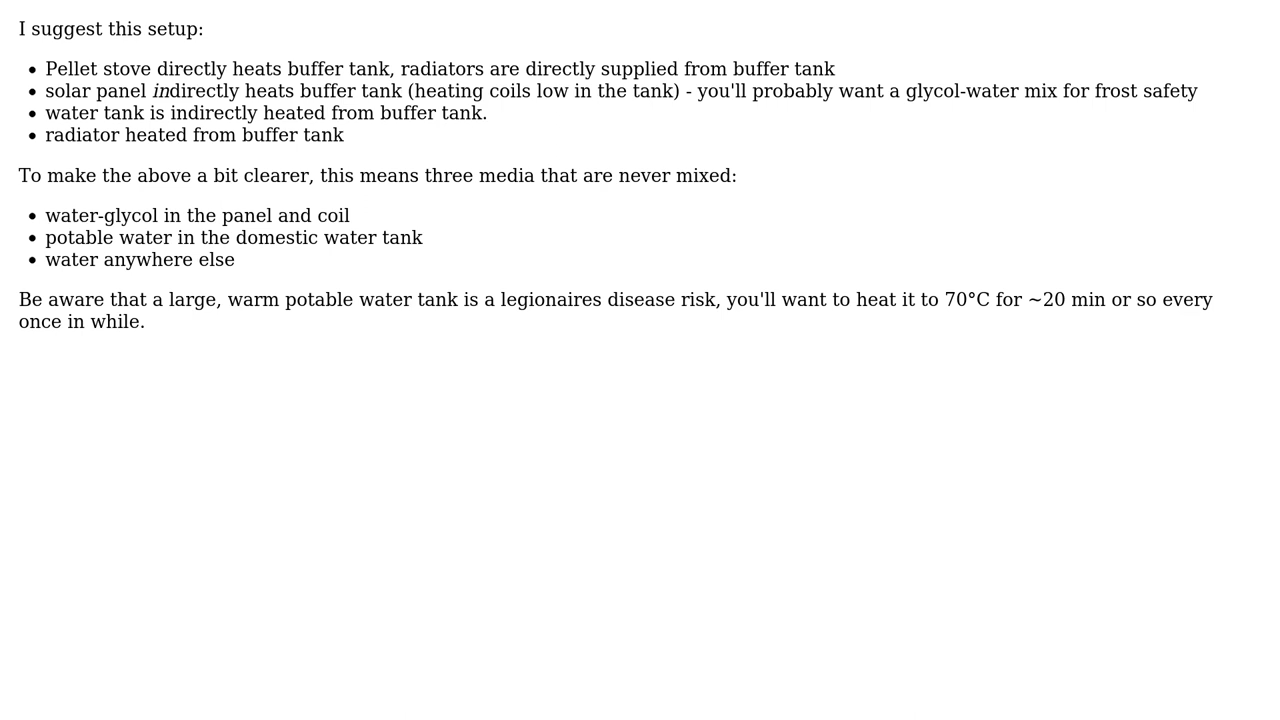 I suggest this setup:
• Pellet stove directly heats buffer tank, radiators are directly supplied from buffer tank
• solar panel indirectly heats buffer tank (heating coils low in the tank) - you'll probably want a glycol-water mix for frost safety
• water tank is indirectly heated from buffer tank.
• radiator heated from buffer tank
To make the above a bit clearer, this means three media that are never mixed:
• water-glycol in the panel and coil
• potable water in the domestic water tank
• water anywhere else
Be aware that a large, warm potable water tank is a legionaires disease risk, you'll want to heat it to 70°C for ~20 min or so every
once in while.